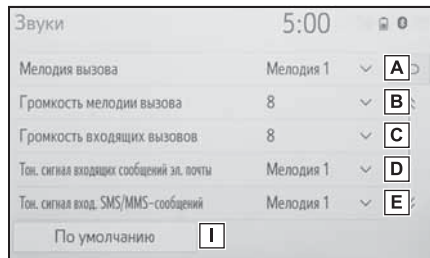 Звуки 5:00
Мелодия вызова Мелодия 1 A
Громкость мелодии вызова 8 B
Громкость входящих вызовов 8 C
Тон. сигнал входящих сообщений эл. почты Мелодия 1 D
Тон. сигнал вход. SMS/MMS-сообщений Мелодия 1 E
По умолчанию I